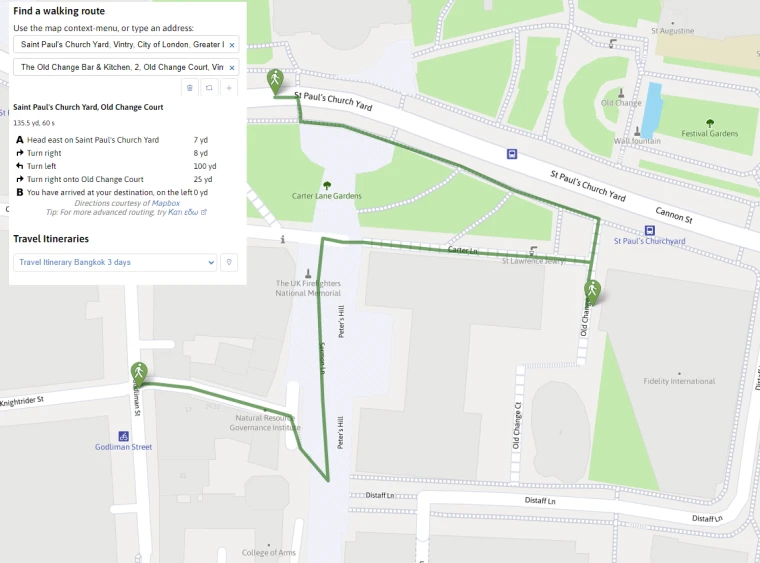 Find a walking route
Use the map context-menu, or type an address:
Saint Paul's Church Yard, Vintry, City of London, Greater l
×
The Old Change Bar & Kitchen, 2, Old Change Court, Vin
×
Saint Paul's Church Yard, Old Change Court
135.5 yd, 60 s
A Head east on Saint Paul's Church Yard 7 yd
Turn right 8 yd
Turn left 100 yd
Turn right onto Old Change Court 25 yd
B You have arrived at your destination, on the left 0 yd
Directions courtesy of Mapbox
Tip: For more advanced routing, try Και εδω
Travel Itineraries
Travel Itinerary Bangkok 3 days
St Augustine
St Paul's Church Yard
Old Change
Wall fountain
Festival Gardens
St Paul's Church Yard
Cannon St
St Paul's Churchyard
Carter Lane Gardens
Carter Ln
St Lawrence Jewry
The UK Firefighters
National Memorial
Peter's Hill
Sermon Ln
Old Chang
Fidelity International
Knightrider St
Godliman St
Godliman Street
Natural Resource
Governance Institute
Peter's Hill
Old Change Ct
Distaff Ln
Distaff Ln
Distaff Ln
College of Arms